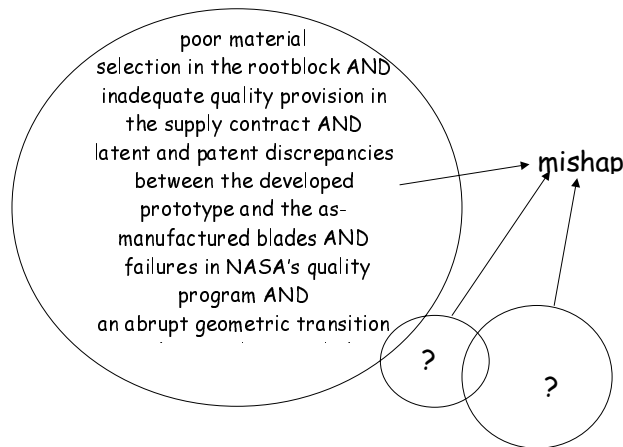 poor material
selection in the rootblock AND
inadequate quality provision in
the supply contract AND
latent and patent discrepancies
between the developed
prototype and the as-
manufactured blades AND
failures in NASA's quality
program AND
an abrupt geometric transition
mishap
?
?